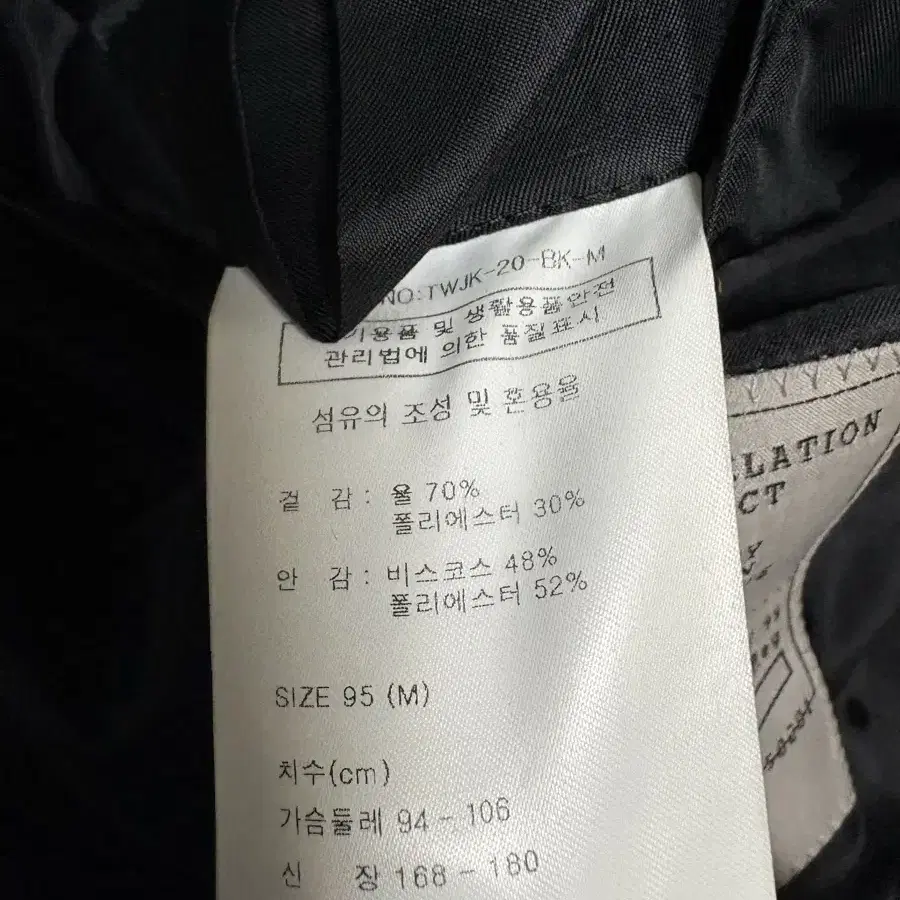 NO:TWJK-20-BK-M
기용품 및 생활용품안전
관리법에 의한 품질표시
섬유의 조성 및 혼용율
겉 감 : 울 70%
폴리에스터 30%
안 감 : 비스코스 48%
폴리에스터 52%
SIZE 95 (M)
치수(cm)
가슴둘레 94 - 106
신 장 168 - 180
LLATION
CT